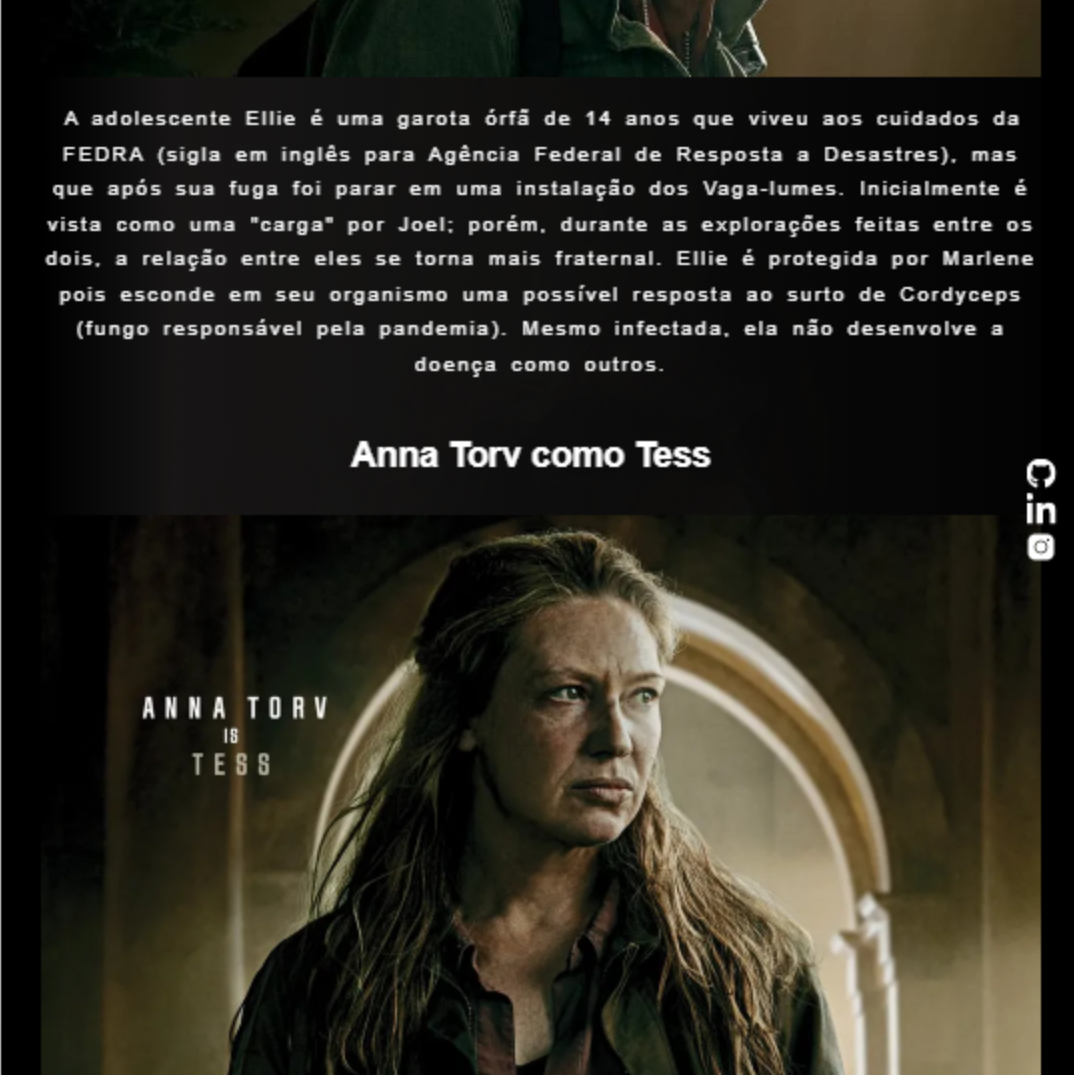 A adolescente Ellie é uma garota órfã de 14 anos que viveu aos cuidados da
FEDRA (sigla em inglês para Agência Federal de Resposta a Desastres), mas
que após sua fuga foi parar em uma instalação dos Vaga-lumes. Inicialmente é
vista como uma "carga" por Joel; porém, durante as explorações feitas entre os
dois, a relação entre eles se torna mais fraternal. Ellie é protegida por Marlene
pois esconde em seu organismo uma possível resposta ao surto de Cordyceps
(fungo responsável pela pandemia). Mesmo infectada, ela não desenvolve a
doença como outros.
Anna Torv como Tess
in
ANNA TORV
IS
TESS